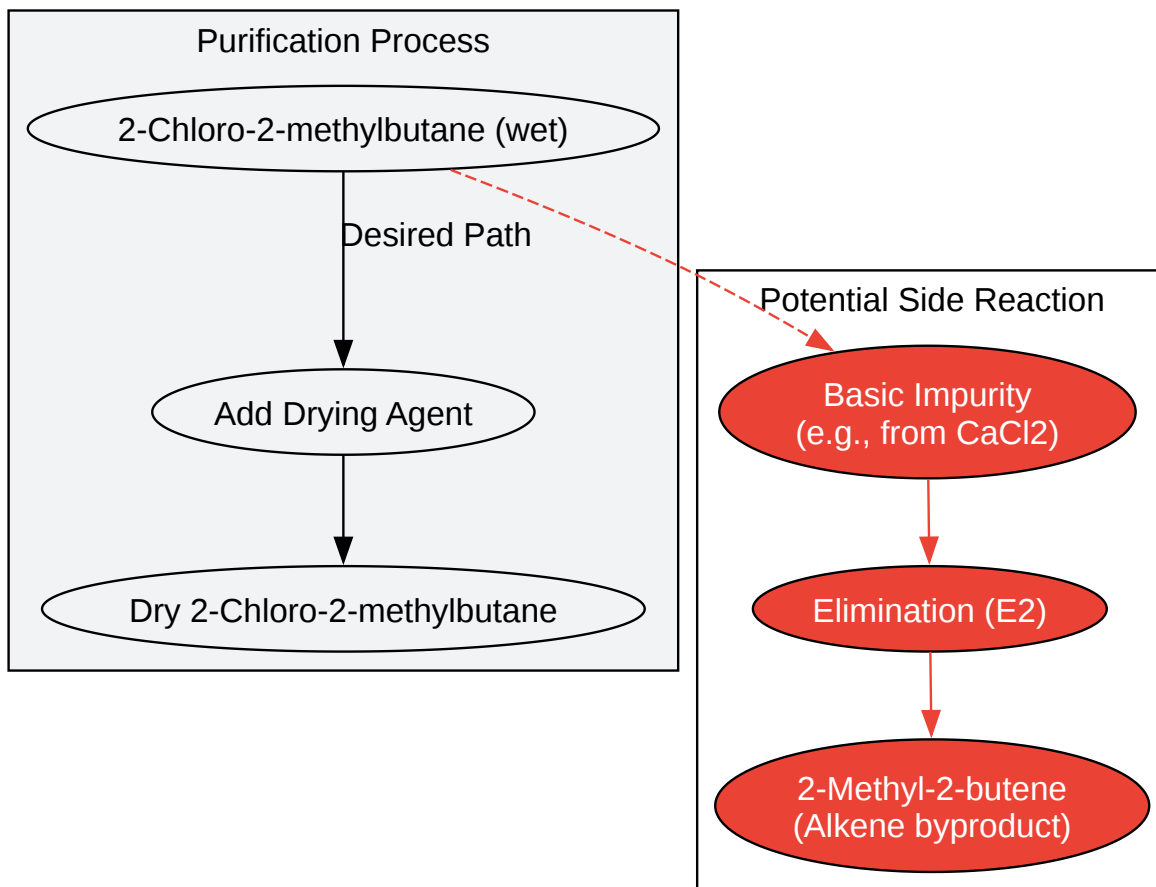 Purification Process
2-Chloro-2-methylbutane (wet)
Desired Path
Add Drying Agent
Dry 2-Chloro-2-methylbutane
Potential Side Reaction
Basic Impurity
(e.g., from CaCl2)
Elimination (E2)
2-Methyl-2-butene
(Alkene byproduct)